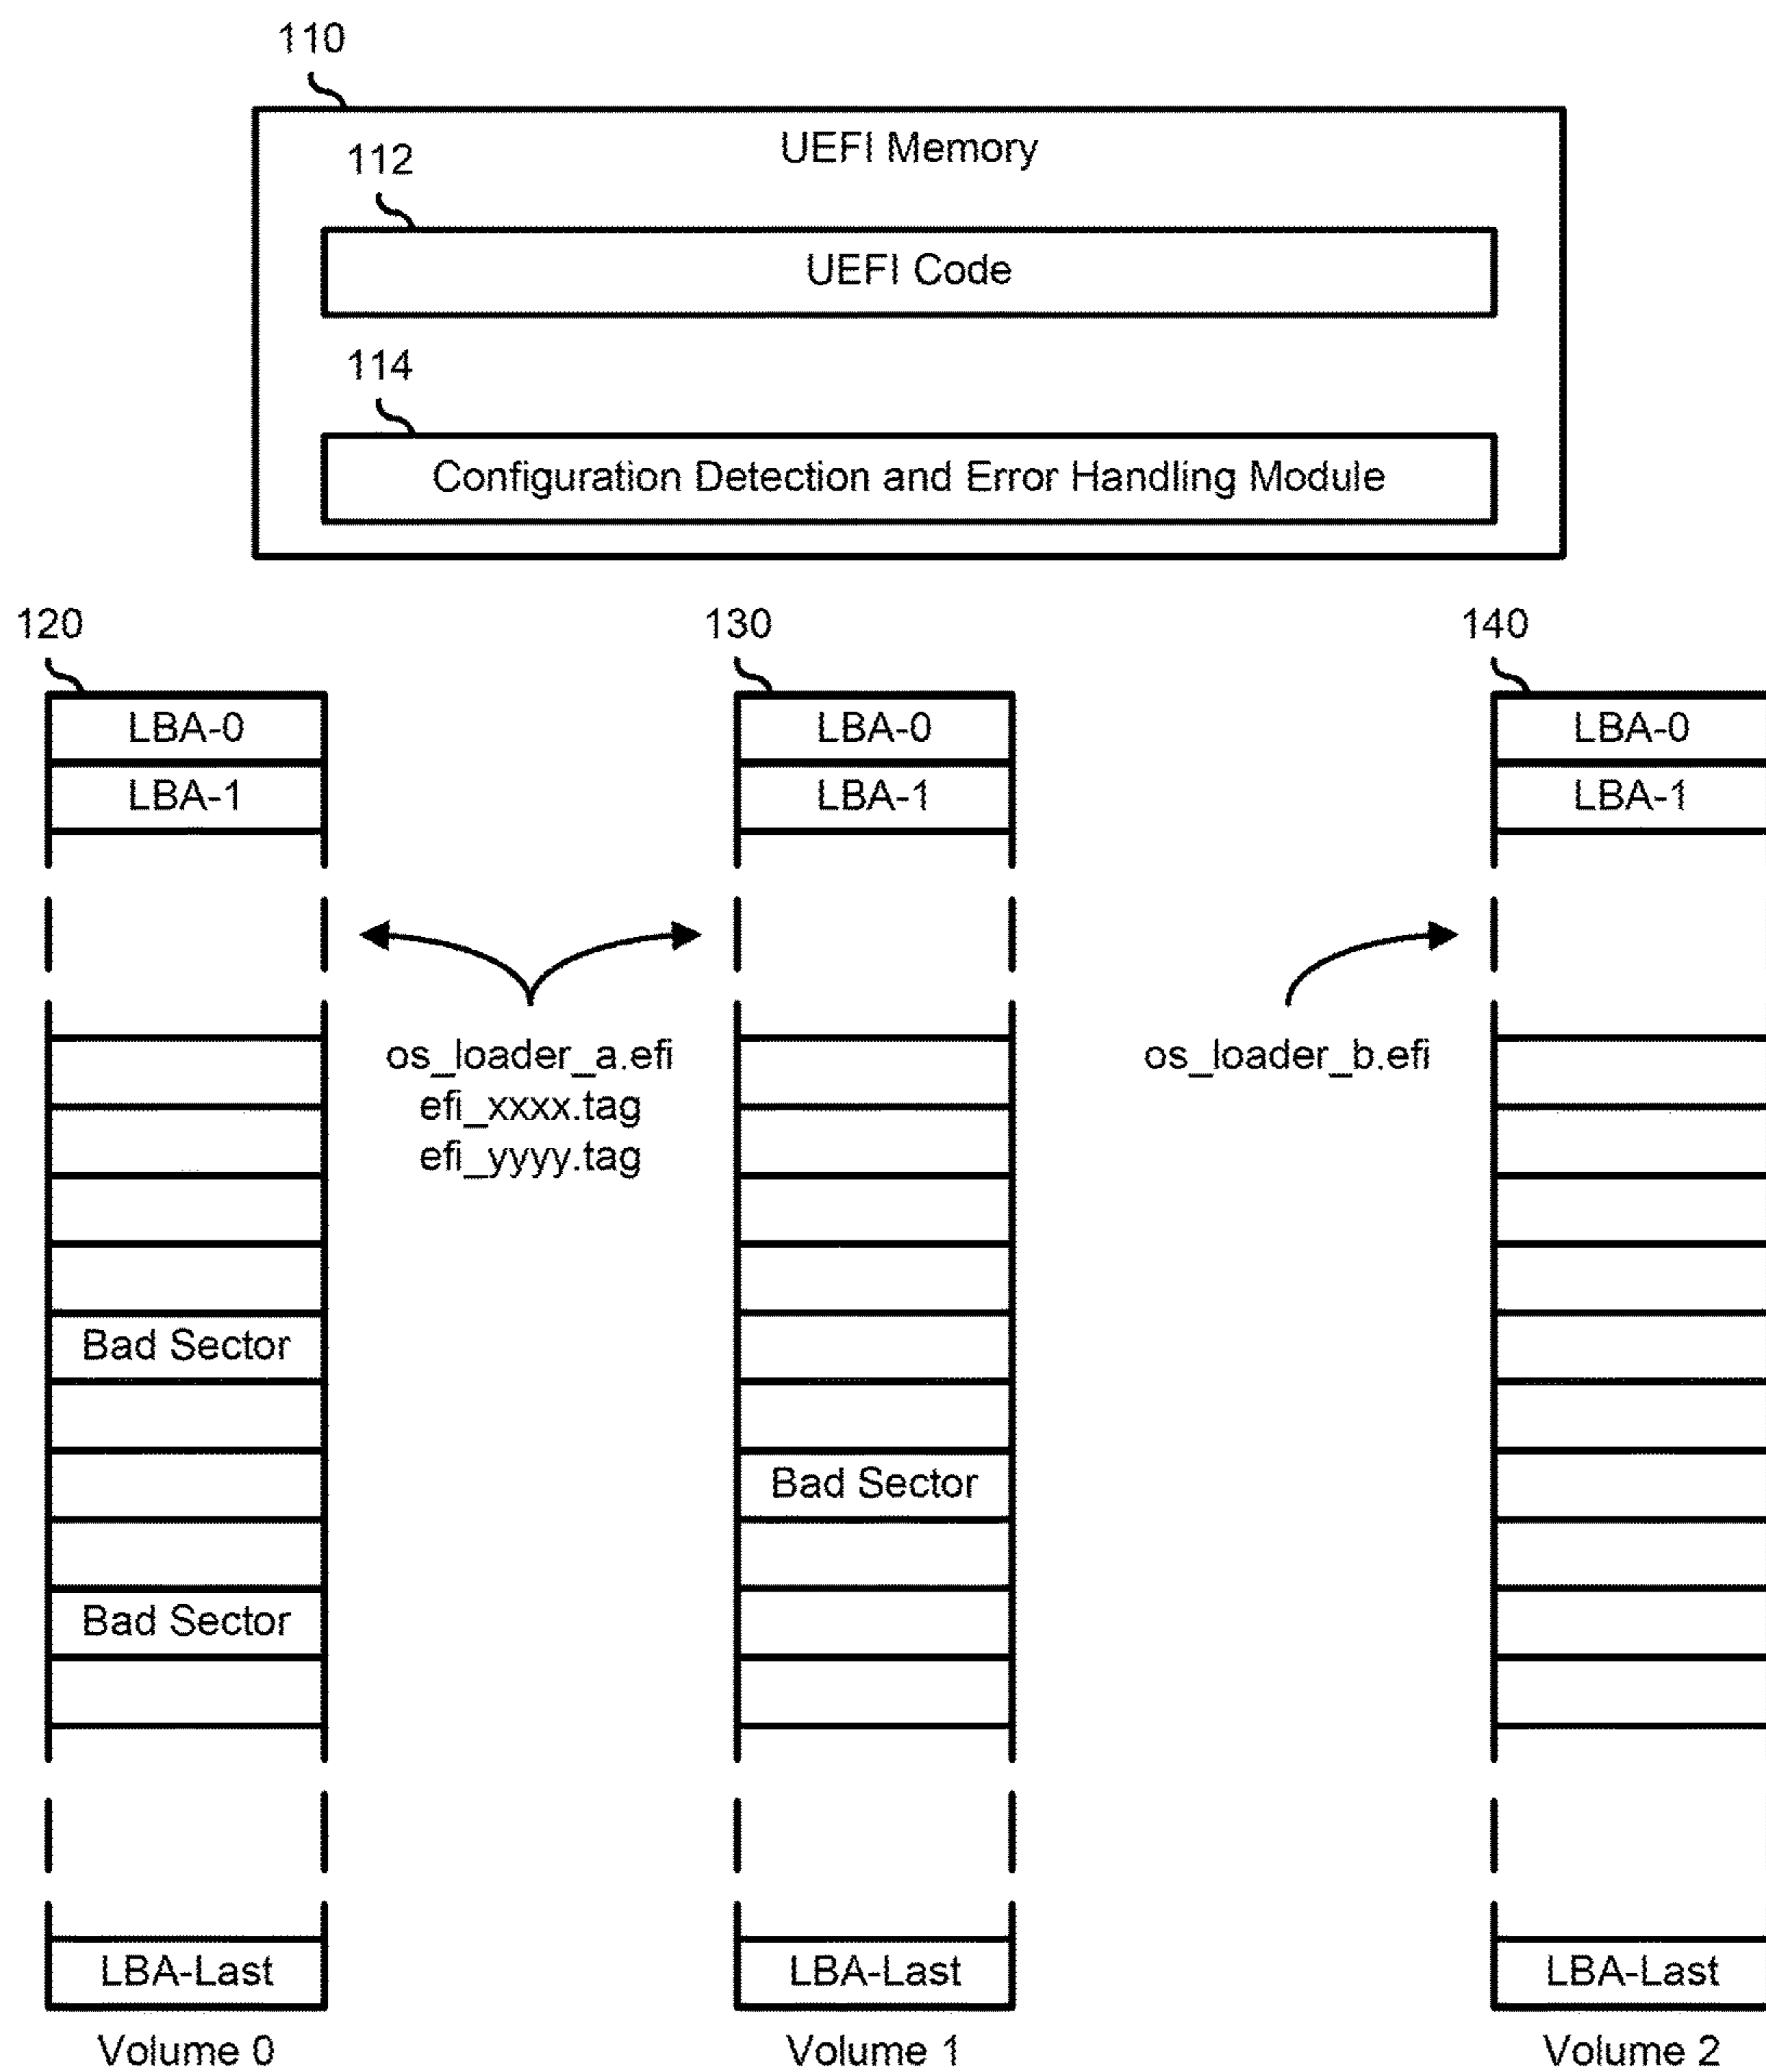 110
UEFI Memory
112
UEFI Code
114
Configuration Detection and Error Handling Module
120
130
140
LBA-0
LBA-0
LBA-0
LBA-1
LBA-1
LBA-1
os_loader_a.efi
efi_xxxx.tag
efi_yyyy.tag
os_loader_b.efi
Bad Sector
Bad Sector
Bad Sector
LBA-Last
LBA-Last
LBA-Last
Volume 0
Volume 1
Volume 2